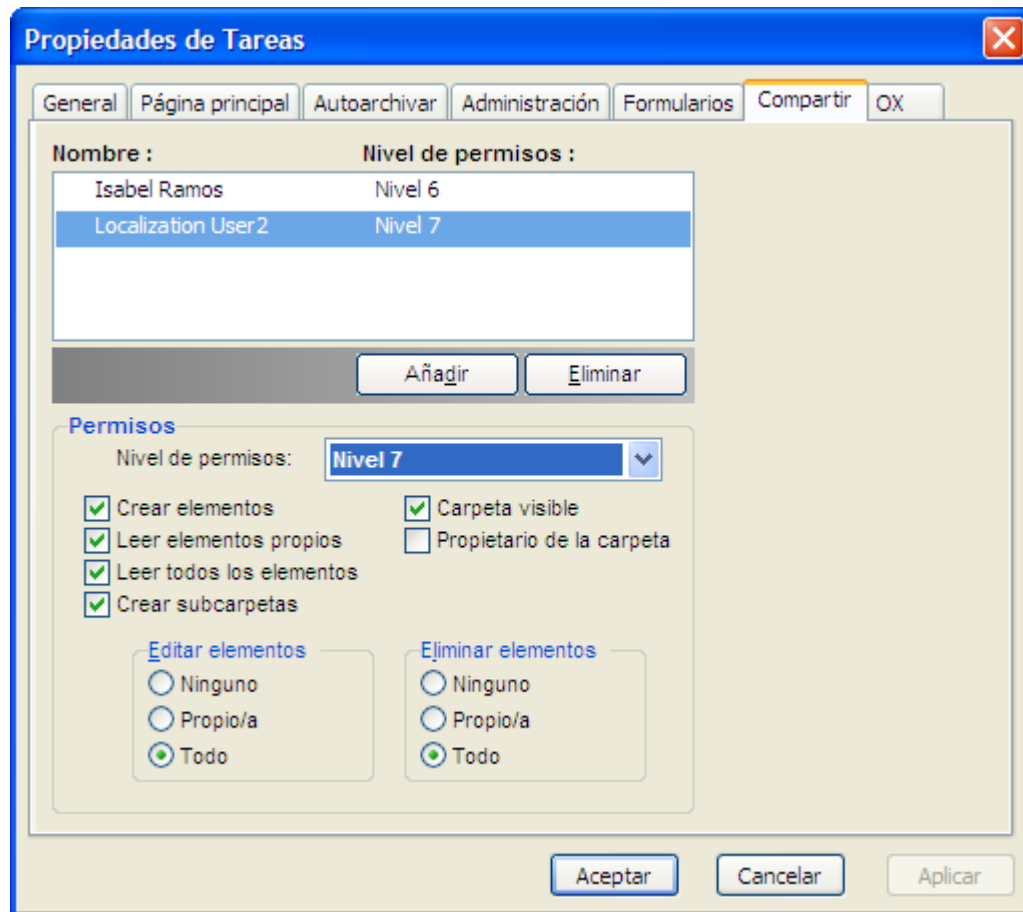 Propiedades de Tareas
General Página principal Autoarchivar Administración Formularios Compartir OX
Nombre : Nivel de permisos :
Isabel Ramos Nivel 6
Localization User2 Nivel 7
Añadir Eliminar
Permisos
Nivel de permisos: Nivel 7
Crear elementos Carpeta visible
Leer elementos propios Propietario de la carpeta
Leer todos los elementos
Crear subcarpetas
Editar elementos Eliminar elementos
Ninguno Ninguno
Propio/a Propio/a
Todo Todo
Aceptar Cancelar Aplicar